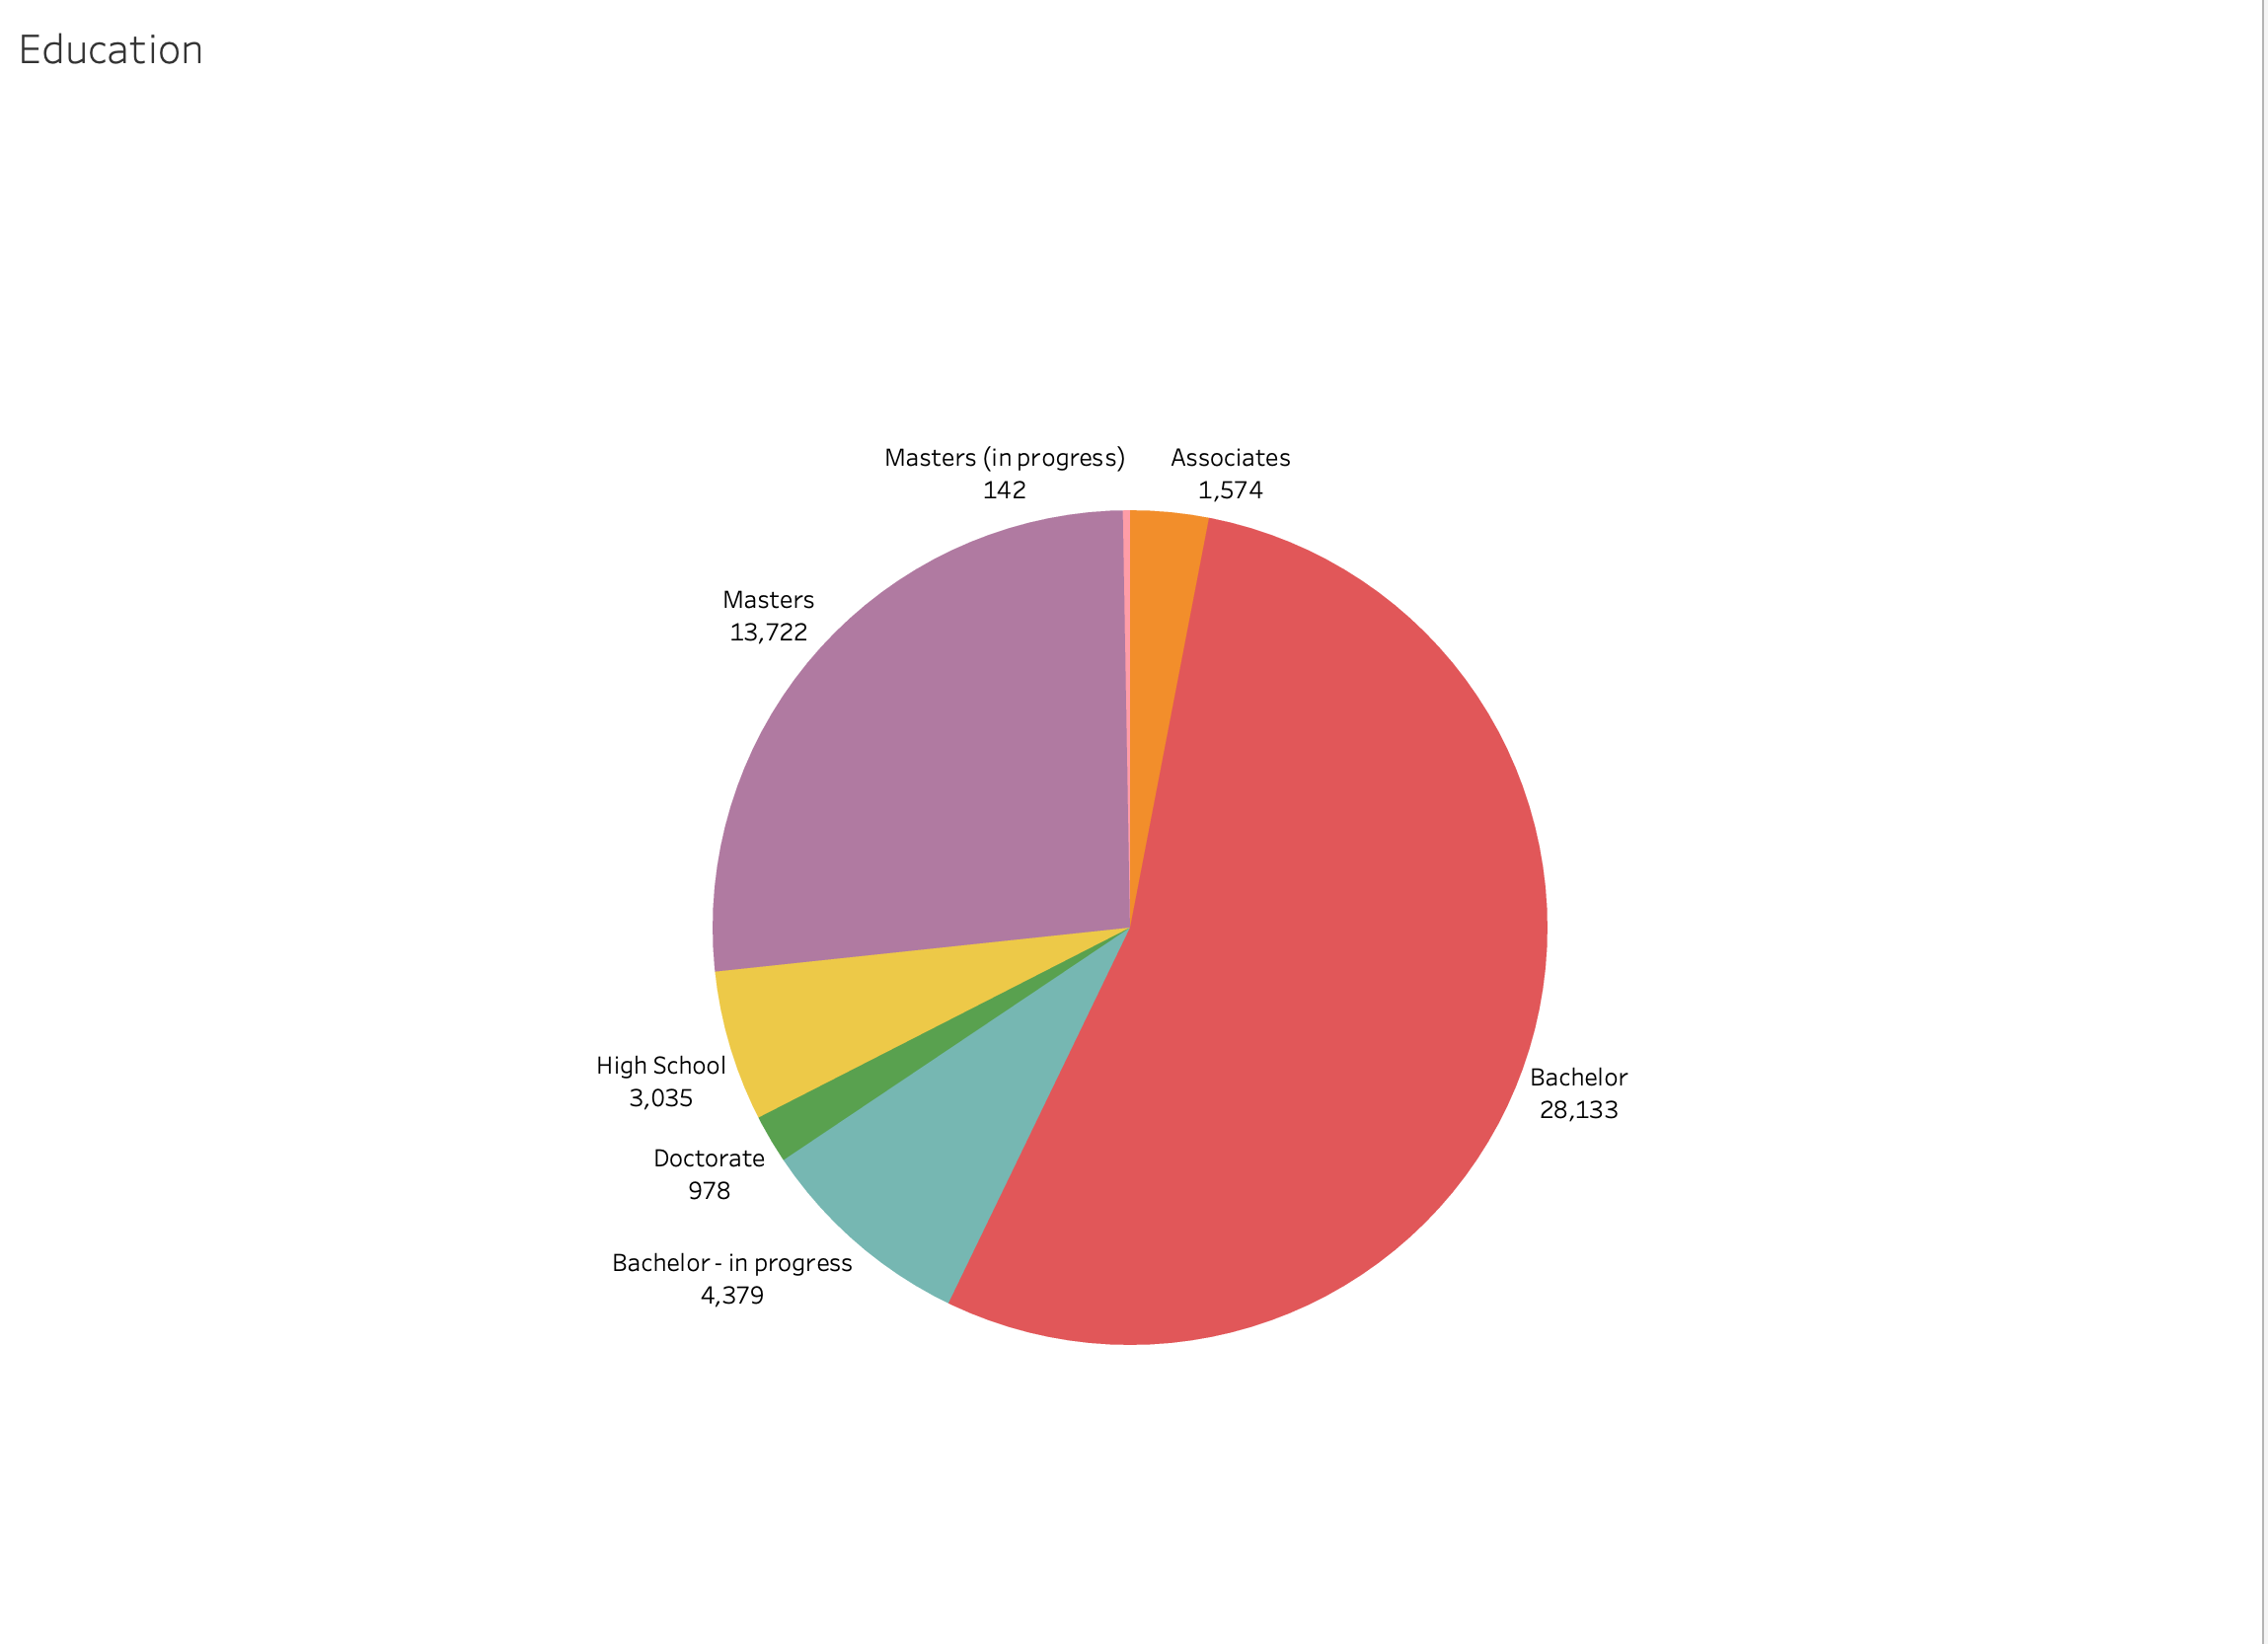 Education
Masters (in progress)
142
Associates
1,574
Masters
13,722
High School
3,035
Bachelor
28,133
Doctorate
978
Bachelor - in progress
4,379